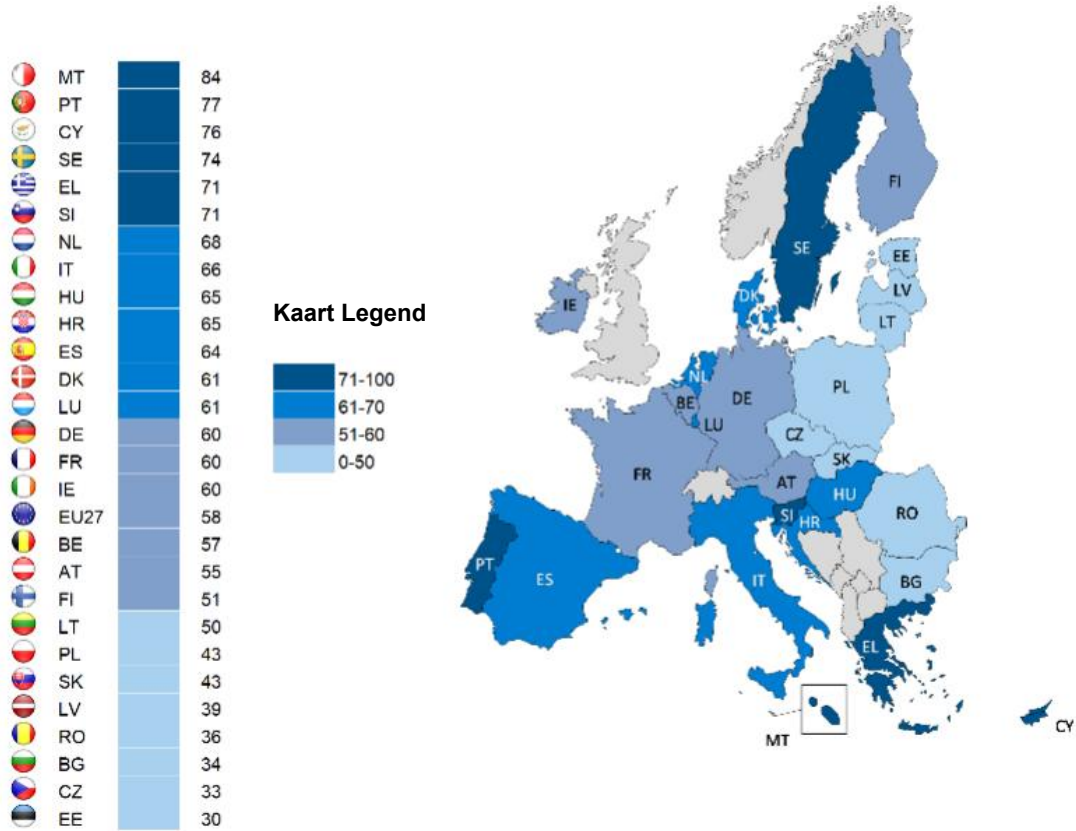 MT 84
PT 77
CY 76
SE 74
EL 71
SI 71
NL 68
IT 66
HU 65
HR 65
ES 64
DK 61
LU 61
DE 60
FR 60
IE 60
EU27 58
BE 57
AT 55
FI 51
LT 50
PL 43
SK 43
LV 39
RO 36
BG 34
CZ 33
EE 30
Kaart Legend
71-100
61-70
51-60
0-50
FI
SE
EE
LV
LT
DK
IE
NL
BE
DE
PL
LU
CZ
SK
FR
AT
HU
SI
HR
RO
PT
ES
IT
BG
EL
MT
CY